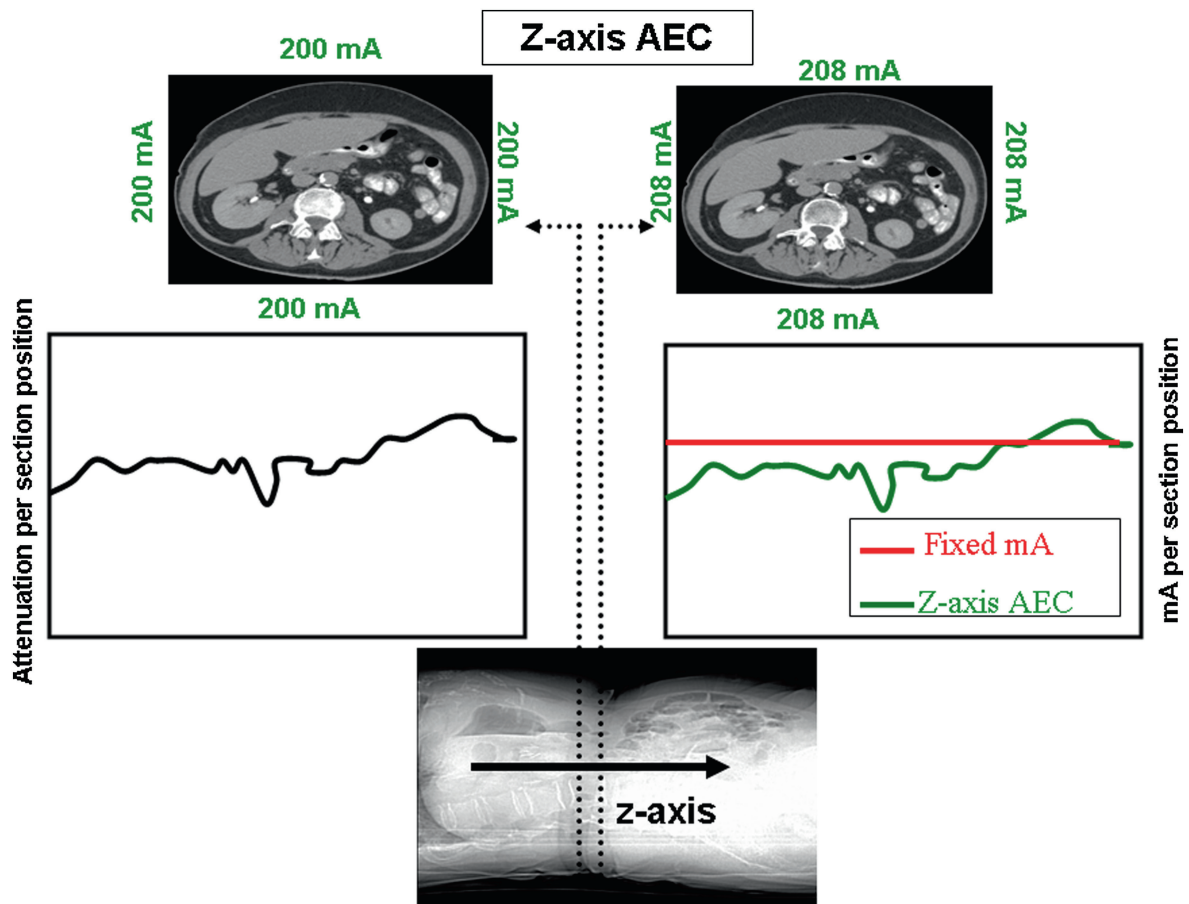 Z-axis AEC
200 mA
208 mA
200 mA
200 mA
208 mA
208 mA
200 mA
208 mA
Attenuation per section position
mA per section position
Fixed mA
Z-axis AEC
z-axis